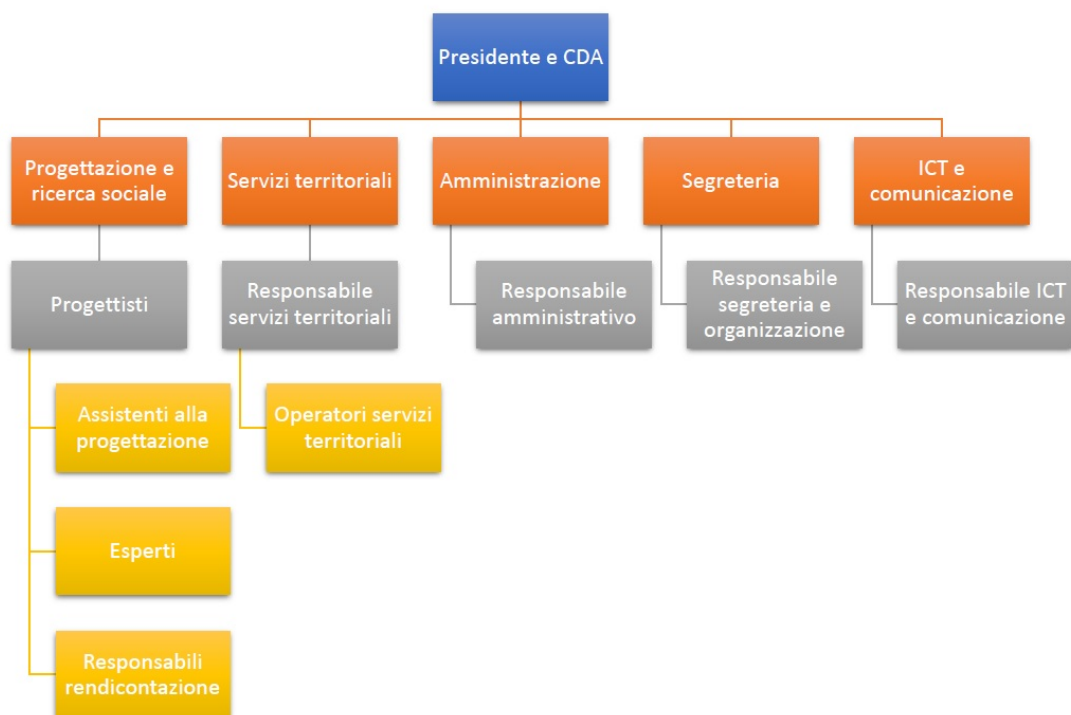 Presidente e CDA
Progettazione e
ricerca sociale
Servizi territoriali
Amministrazione
Segreteria
ICT e
comunicazione
Progettisti
Responsabile
servizi territoriali
Responsabile
amministrativo
Responsabile
segreteria e
organizzazione
Responsabile ICT
e comunicazione
Assistenti alla
progettazione
Operatori servizi
territoriali
Esperti
Responsabili
rendicontazione